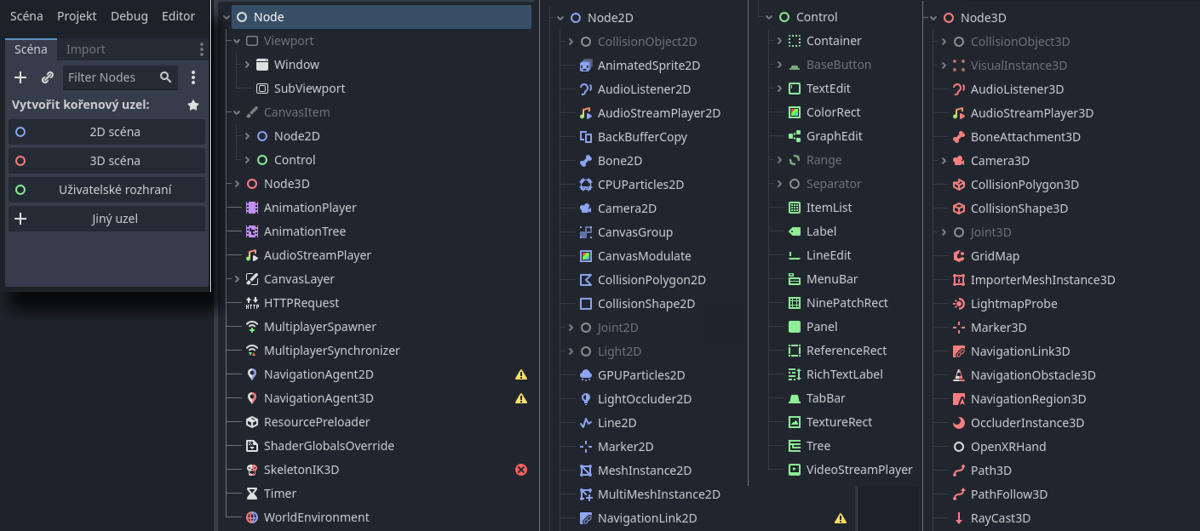 Scéna Projekt Debug Editor
Scéna Import
Filter Nodes
Vytvořit kořenový uzel:
2D scéna
3D scéna
Uživatelské rozhraní
Jiný uzel
Node
Viewport
Window
SubViewport
CanvasItem
Node2D
Control
Node3D
AnimationPlayer
AnimationTree
AudioStreamPlayer
CanvasLayer
HTTPRequest
MultiplayerSpawner
MultiplayerSynchronizer
NavigationAgent2D
NavigationAgent3D
ResourcePreloader
ShaderGlobalsOverride
SkeletonIK3D
Timer
WorldEnvironment
Node2D
CollisionObject2D
AnimatedSprite2D
AudioListener2D
AudioStreamPlayer2D
BackBufferCopy
Bone2D
CPUParticles2D
Camera2D
CanvasGroup
CanvasModulate
CollisionPolygon2D
CollisionShape2D
Joint2D
Light2D
GPUParticles2D
LightOccluder2D
Line2D
Marker2D
MeshInstance2D
MultiMeshInstance2D
NavigationLink2D
Control
Container
BaseButton
TextEdit
ColorRect
GraphEdit
Range
Separator
ItemList
Label
LineEdit
MenuBar
NinePatchRect
Panel
ReferenceRect
RichTextLabel
TabBar
TextureRect
Tree
VideoStreamPlayer
Node3D
CollisionObject3D
VisualInstance3D
AudioListener3D
AudioStreamPlayer3D
BoneAttachment3D
Camera3D
CollisionPolygon3D
CollisionShape3D
Joint3D
GridMap
ImporterMeshInstance3D
LightmapProbe
Marker3D
NavigationLink3D
NavigationObstacle3D
NavigationRegion3D
OccluderInstance3D
OpenXRHand
Path3D
PathFollow3D
RayCast3D